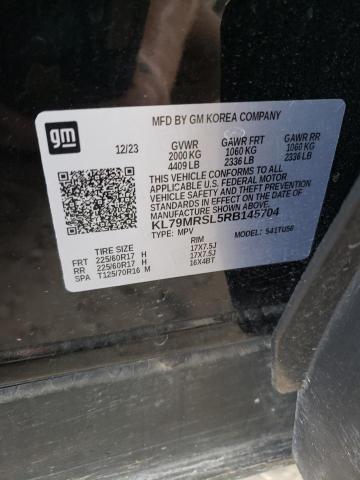 gm
MFD BY GM KOREA COMPANY
12/23 GVWR GAWR FRT GAWR RR
2000 KG 1060 KG 1060 KG
4409 LB 2336 LB 2336 LB
THIS VEHICLE CONFORMS TO ALL
APPLICABLE U.S. FEDERAL MOTOR
VEHICLE SAFETY AND BUMPER
STANDARDS IN EFFECT ON THE DATE OF
MANUFACTURE SHOWN ABOVE.
KL79MRSL5RB145704
TYPE: MPV MODEL: S41TU56
TIRE SIZE RIM
FRT 225/60R17 H 17X7.5J
RR 225/60R17 H 17X7.5J
SPA T125/70R16 M 16X4BT